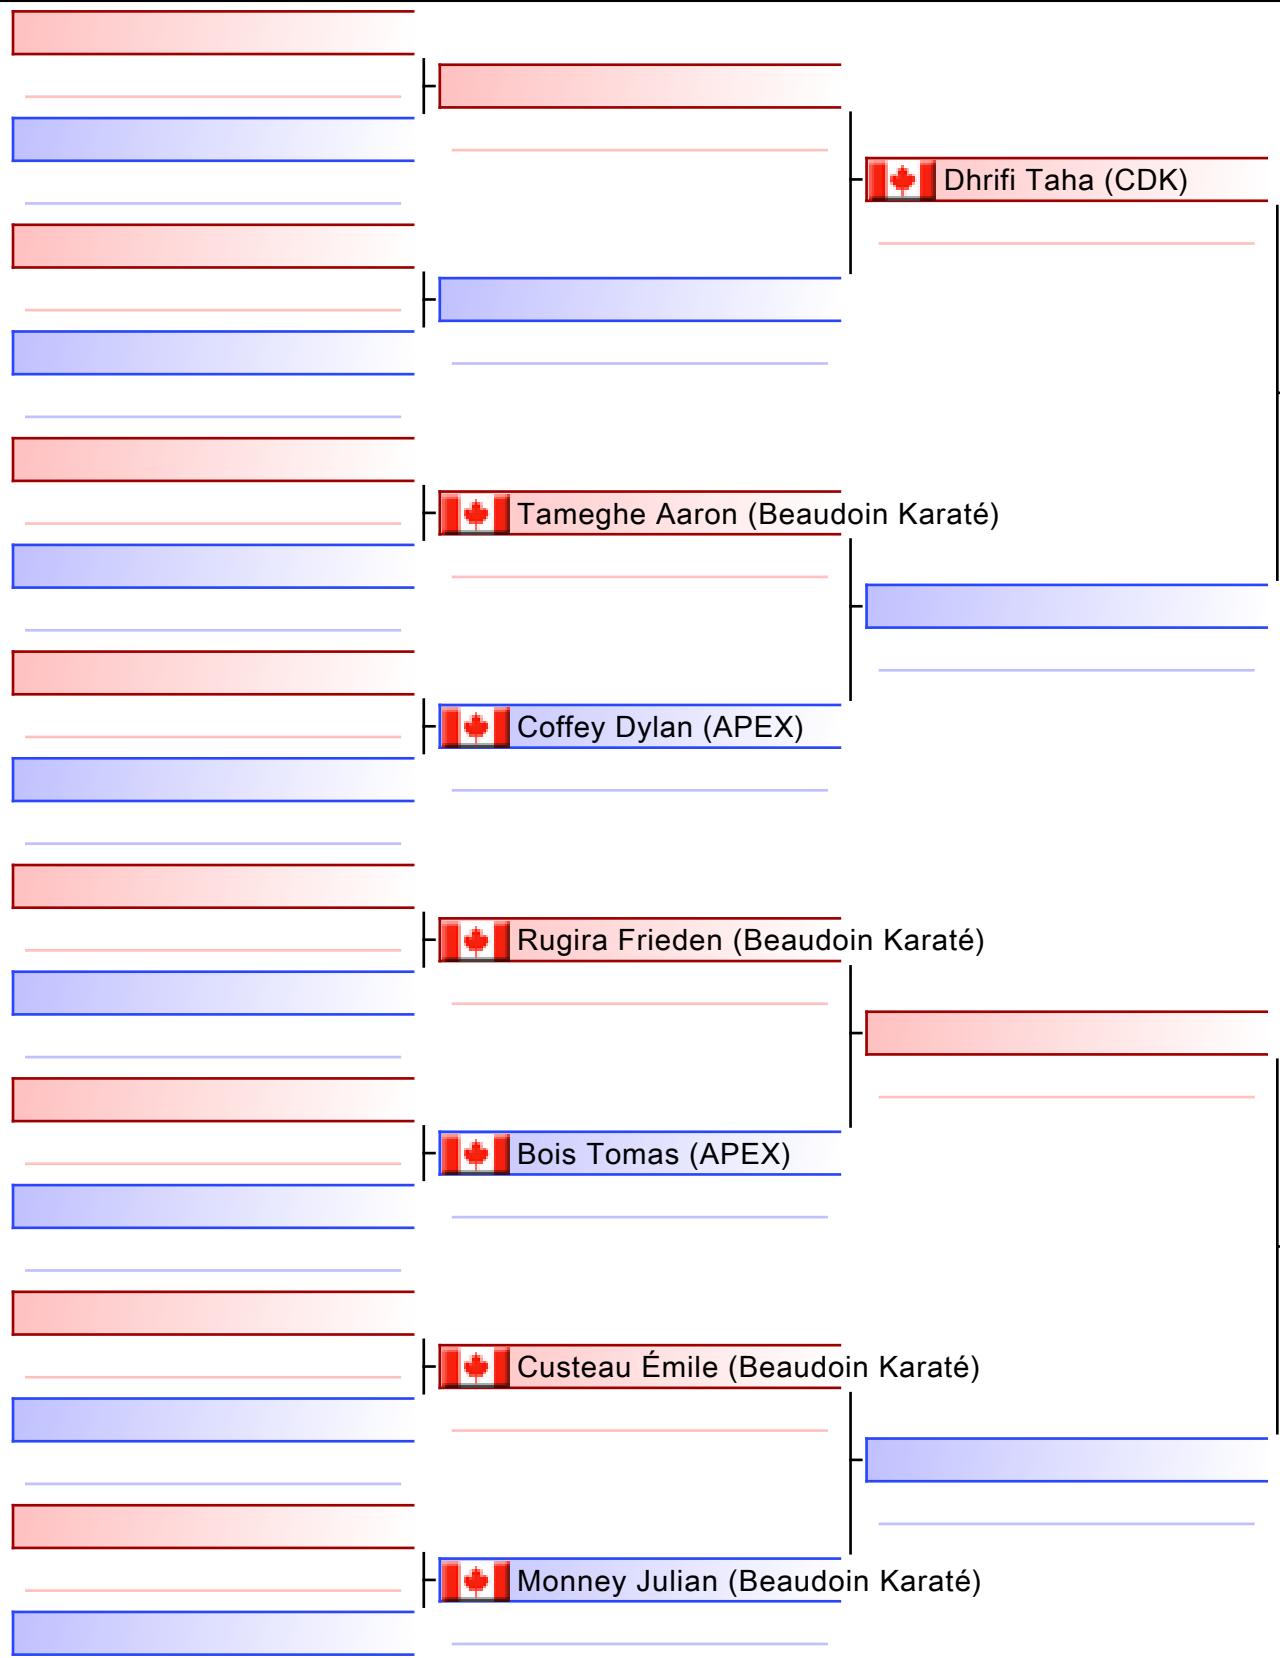 Dhrifi Taha (CDK)
Tameghe Aaron (Beaudoin Karaté)
Coffey Dylan (APEX)
Rugira Frieden (Beaudoin Karaté)
Bois Tomas (APEX)
Custeau Émile (Beaudoin Karaté)
Monney Julian (Beaudoin Karaté)